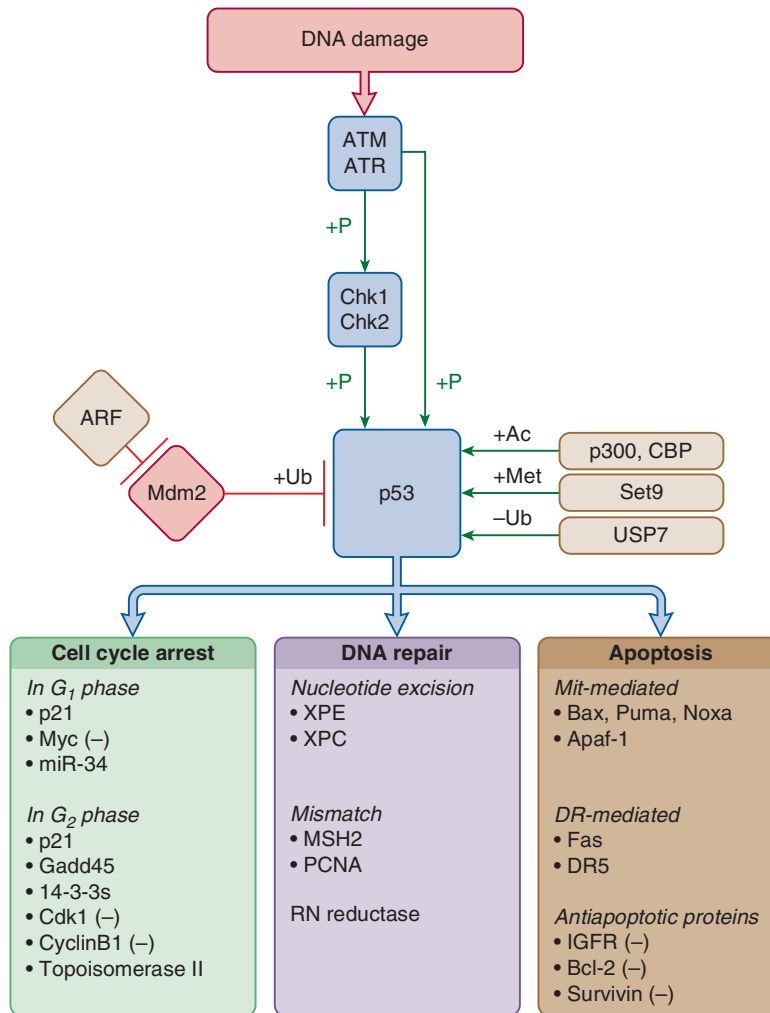 DNA damage
ATM
ATR
+P
Chk1
Chk2
+P
+P
ARF
Mdm2
+Ub
p53
+Ac
p300, CBP
+Met
Set9
–Ub
USP7
Cell cycle arrest
In G1 phase
• p21
• Myc (–)
• miR-34
In G2 phase
• p21
• Gadd45
• 14-3-3s
• Cdk1 (–)
• CyclinB1 (–)
• Topoisomerase II
DNA repair
Nucleotide excision
• XPE
• XPC
Mismatch
• MSH2
• PCNA
RN reductase
Apoptosis
Mit-mediated
• Bax, Puma, Noxa
• Apaf-1
DR-mediated
• Fas
• DR5
Antiapoptotic proteins
• IGFR (–)
• Bcl-2 (–)
• Survivin (–)